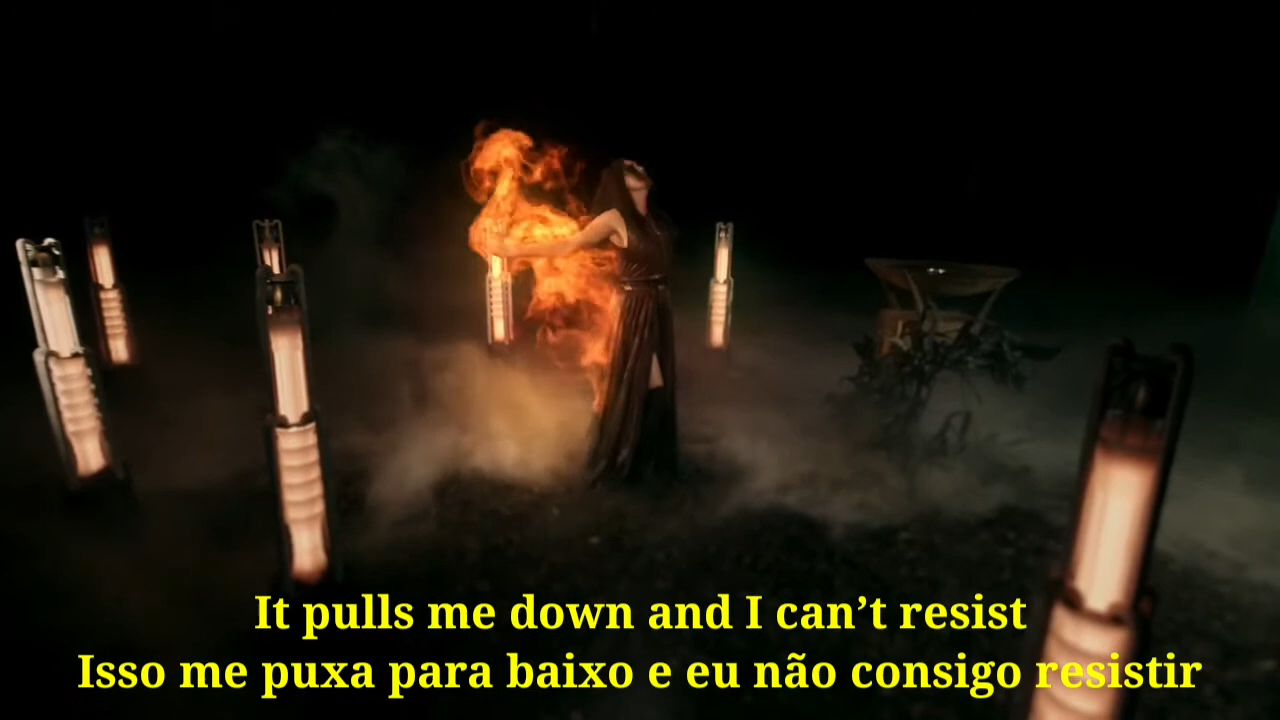 It pulls me down and I can’t resist
Isso me puxa para baixo e eu não consigo resistir